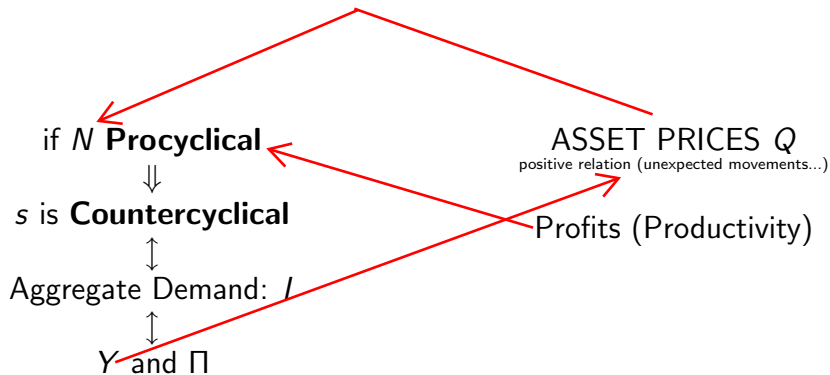 if N Procyclical
⇓
s is Countercyclical
↕
Aggregate Demand: I
↕
Y and Π
ASSET PRICES Q
positive relation (unexpected movements...)
Profits (Productivity)